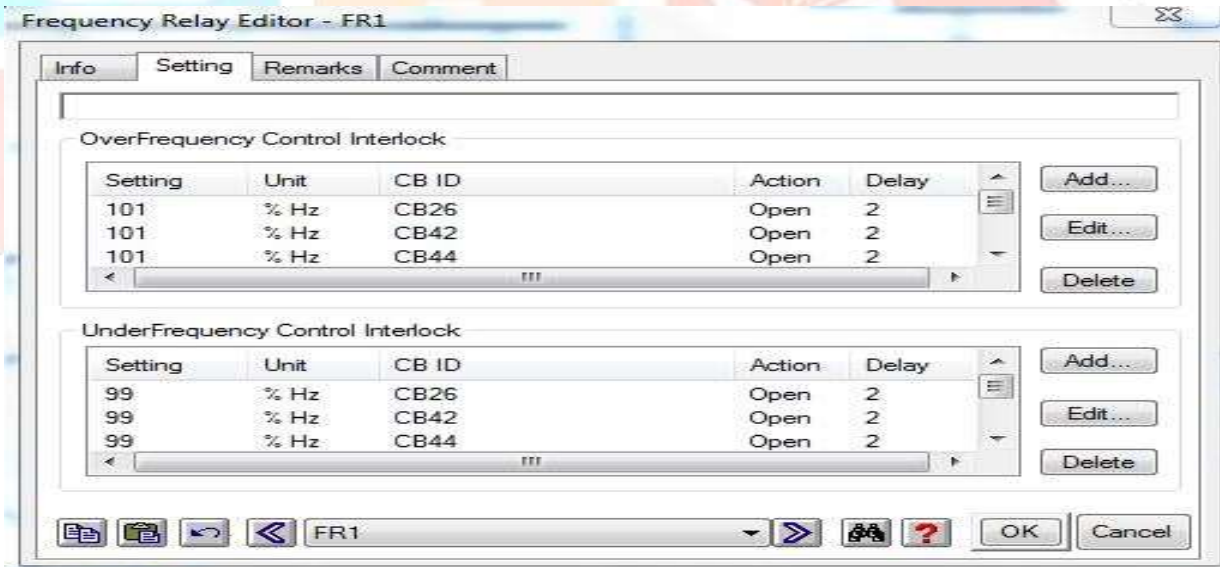 Frequency Relay Editor - FR1
Info Setting Remarks Comment
OverFrequency Control Interlock
Setting Unit CB ID Action Delay
101 % Hz CB26 Open 2
101 % Hz CB42 Open 2
101 % Hz CB44 Open 2
Add...
Edit...
Delete
UnderFrequency Control Interlock
Setting Unit CB ID Action Delay
99 % Hz CB26 Open 2
99 % Hz CB42 Open 2
99 % Hz CB44 Open 2
Add...
Edit...
Delete
FR1
OK Cancel